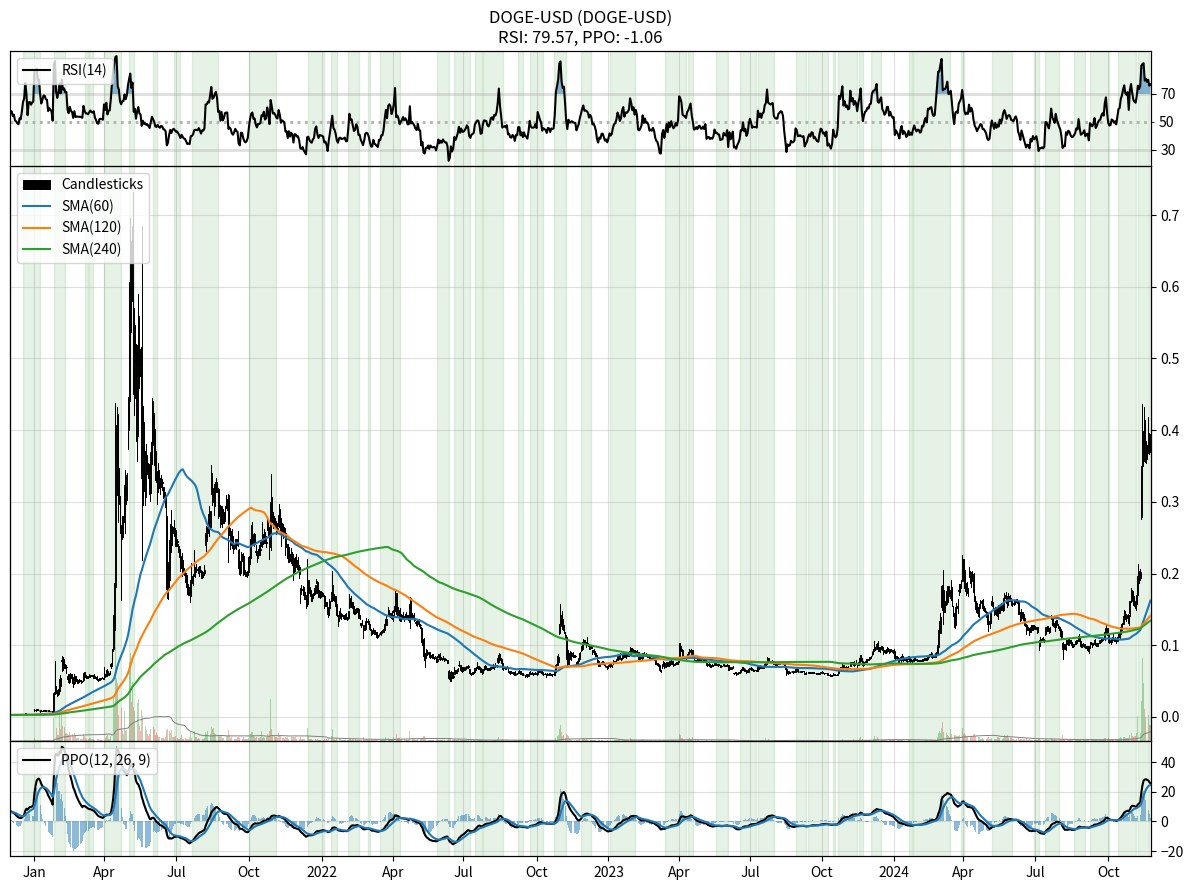 DOGE-USD (DOGE-USD)
RSI: 79.57, PPO: -1.06
RSI(14)
70
50
30
Candlesticks
SMA(60)
SMA(120)
SMA(240)
0.7
0.6
0.5
0.4
0.3
0.2
0.1
0.0
PPO(12, 26, 9)
40
20
0
−20
Jan Apr Jul Oct 2022 Apr Jul Oct 2023 Apr Jul Oct 2024 Apr Jul Oct